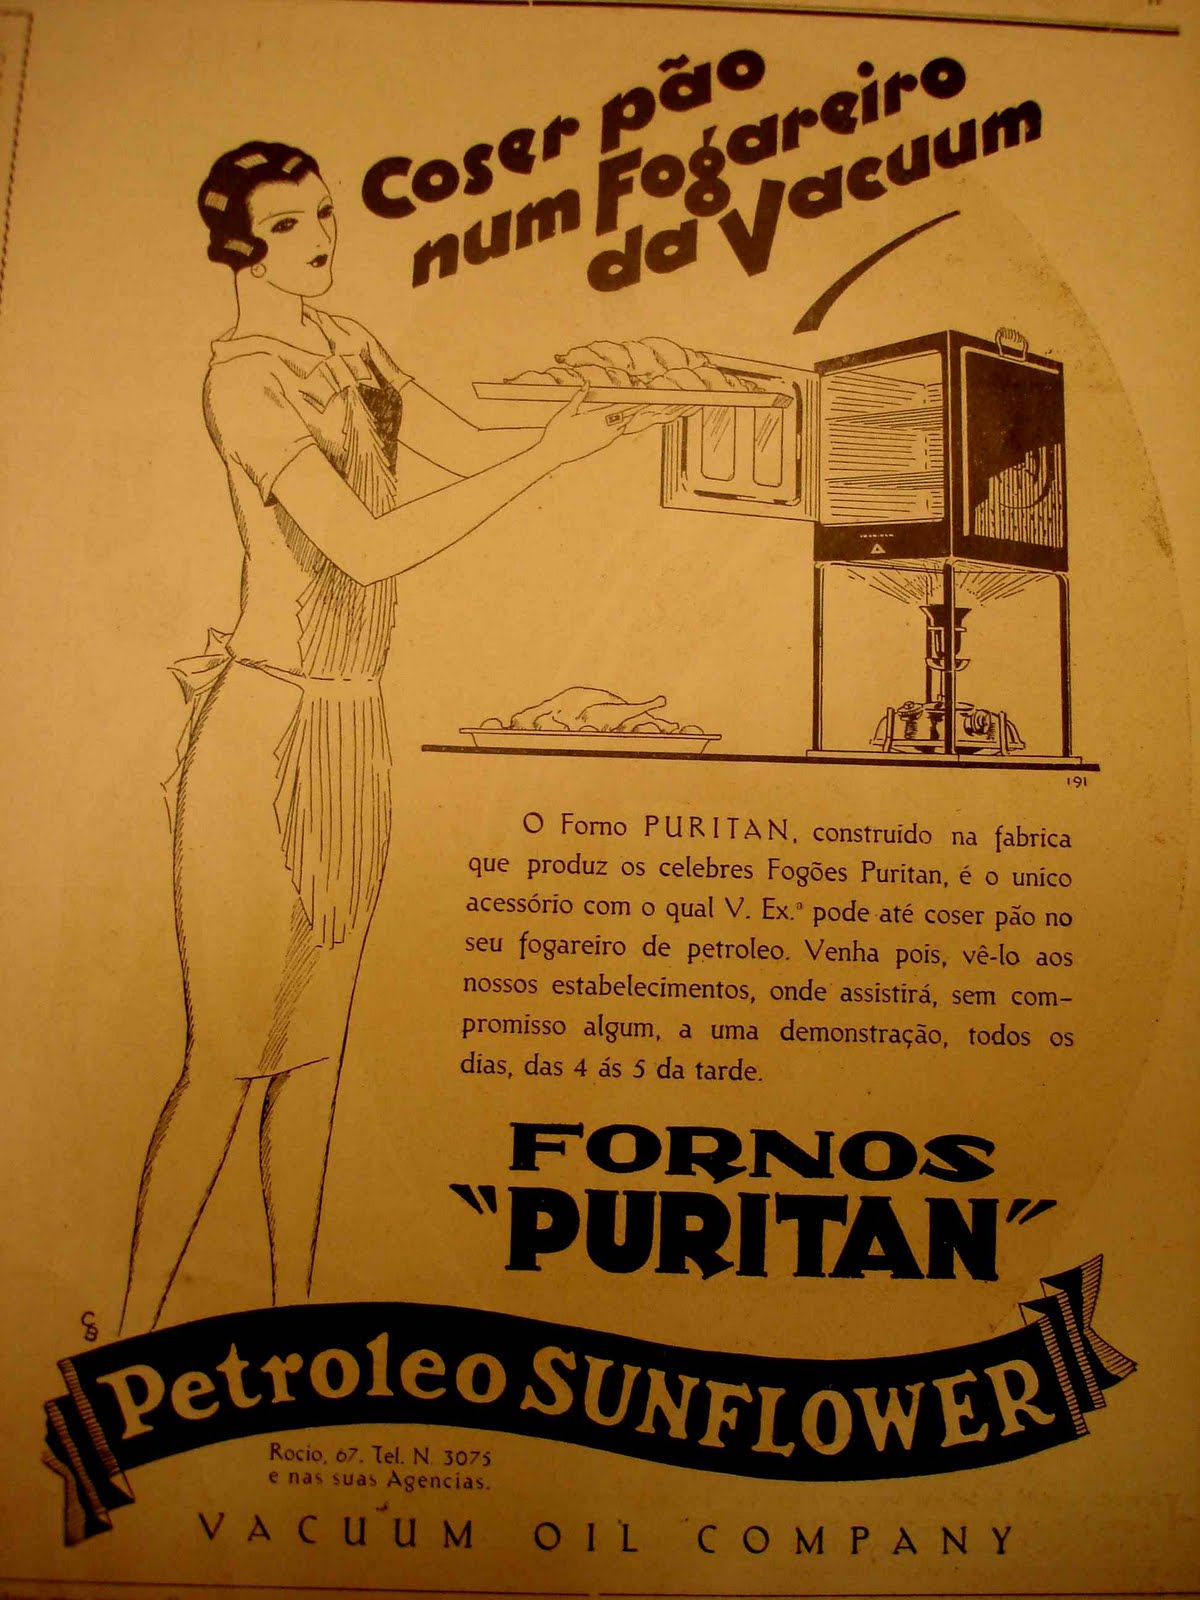 Coser pão
num Fogareiro
da Vacuum
191
O Forno PURITAN, construido na fabrica
que produz os celebres Fogões Puritan, é o unico
acessório com o qual V. Ex.ª pode até coser pão no
seu fogareiro de petroleo. Venha pois, vê-lo aos
nossos estabelecimentos, onde assistirá, sem com-
promisso algum, a uma demonstração, todos os
dias, das 4 ás 5 da tarde.
FORNOS
"PURITAN"
Petroleo SUNFLOWER
Rocio, 67. Tel. N. 3075
e nas suas Agencias.
VACUUM OIL COMPANY